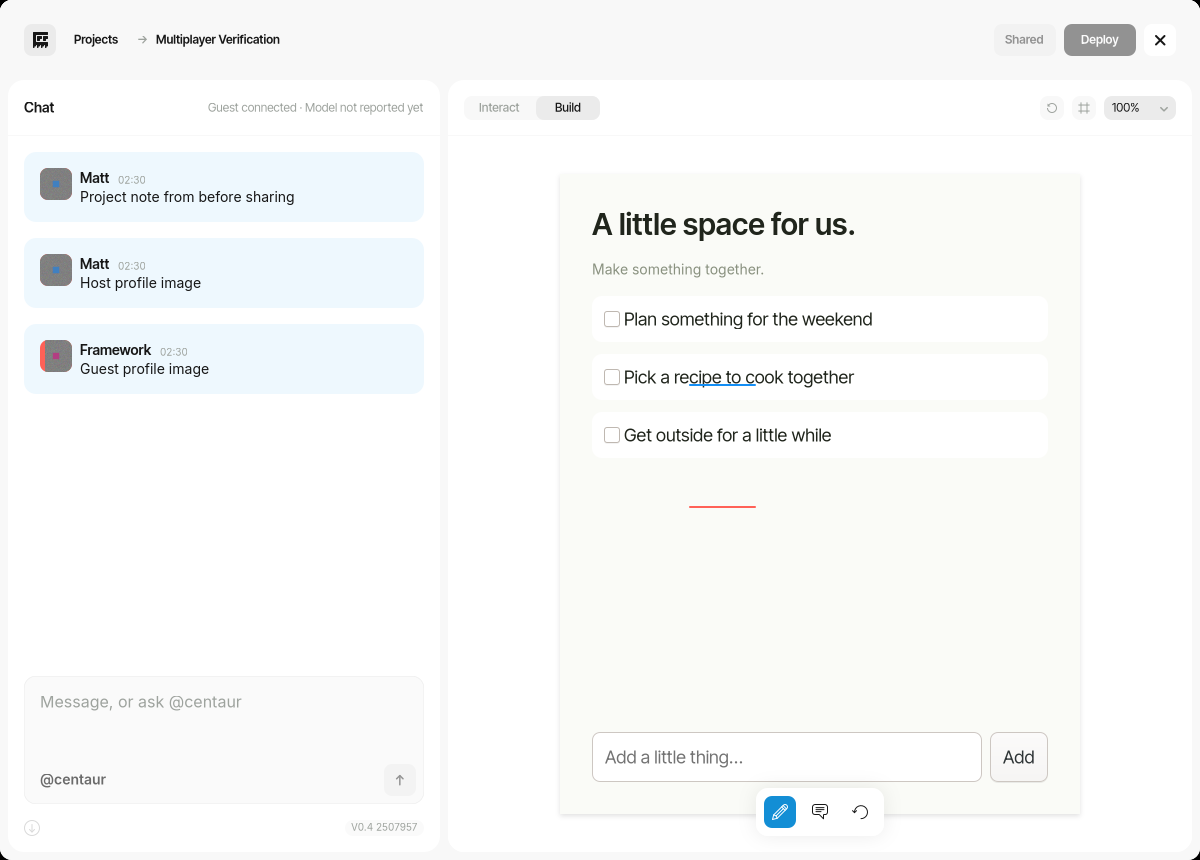 Projects → Multiplayer Verification
Shared
Deploy
Chat
Guest connected · Model not reported yet
Matt 02:30
Project note from before sharing
Matt 02:30
Host profile image
Framework 02:30
Guest profile image
Message, or ask @centaur
@centaur
V0.4 2507957
Interact
Build
100%
A little space for us.
Make something together.
Plan something for the weekend
Pick a recipe to cook together
Get outside for a little while
Add a little thing...
Add